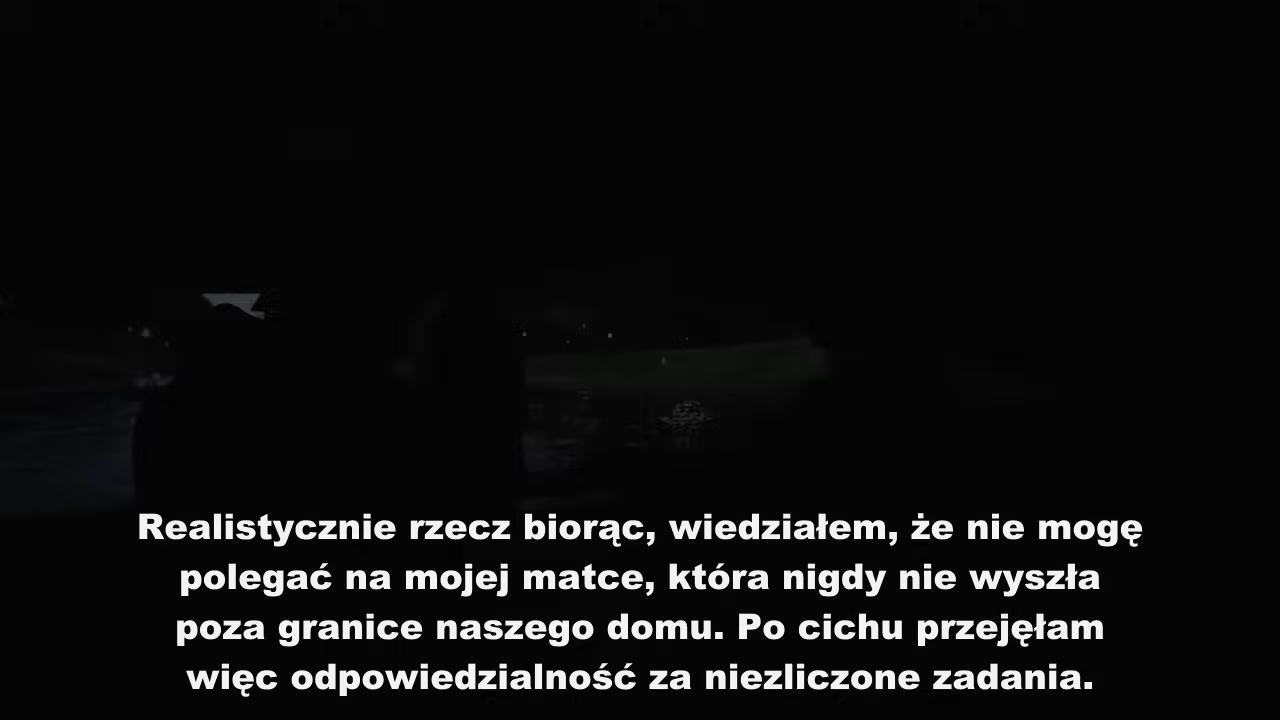 Realistycznie rzecz biorąc, wiedziałem, że nie mogę
polegać na mojej matce, która nigdy nie wyszła
poza granice naszego domu. Po cichu przejęłam
więc odpowiedzialność za niezliczone zadania.